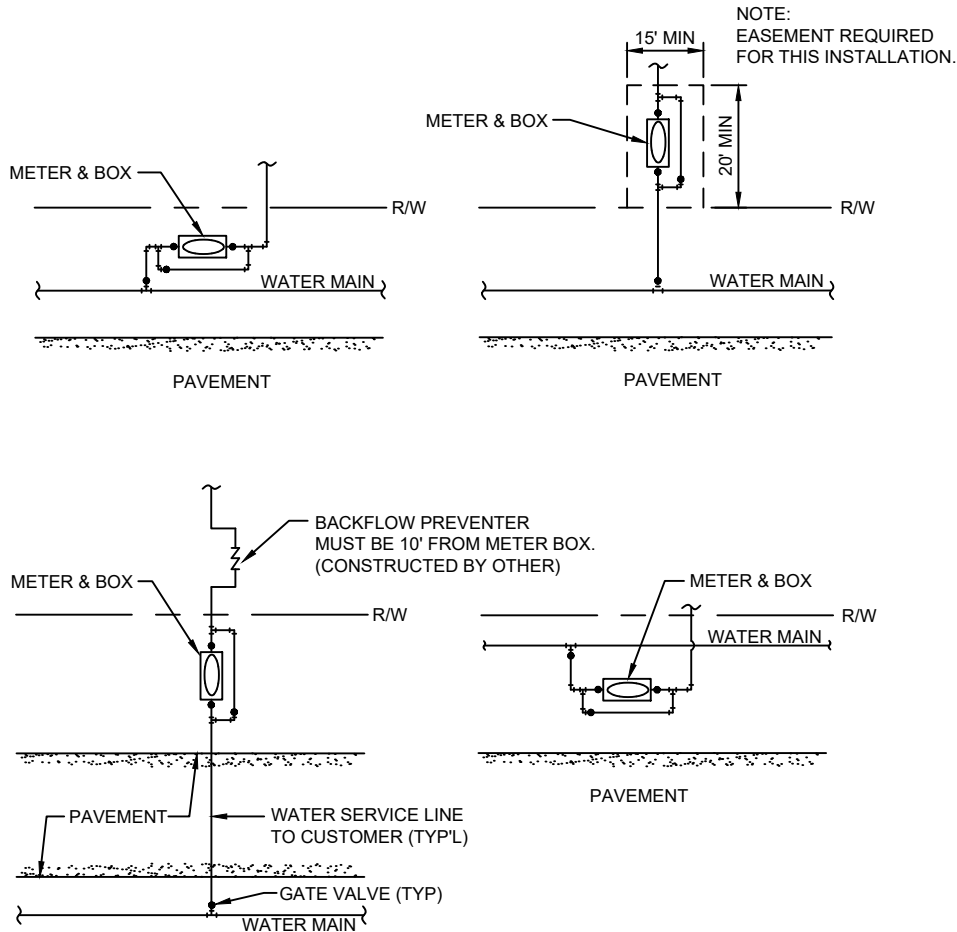 METER & BOX
R/W
WATER MAIN
PAVEMENT
NOTE:
EASEMENT REQUIRED
FOR THIS INSTALLATION.
15' MIN
METER & BOX
20' MIN
R/W
WATER MAIN
PAVEMENT
BACKFLOW PREVENTER
MUST BE 10' FROM METER BOX.
(CONSTRUCTED BY OTHER)
METER & BOX
R/W
PAVEMENT
WATER SERVICE LINE
TO CUSTOMER (TYP'L)
GATE VALVE (TYP)
WATER MAIN
METER & BOX
R/W
WATER MAIN
PAVEMENT